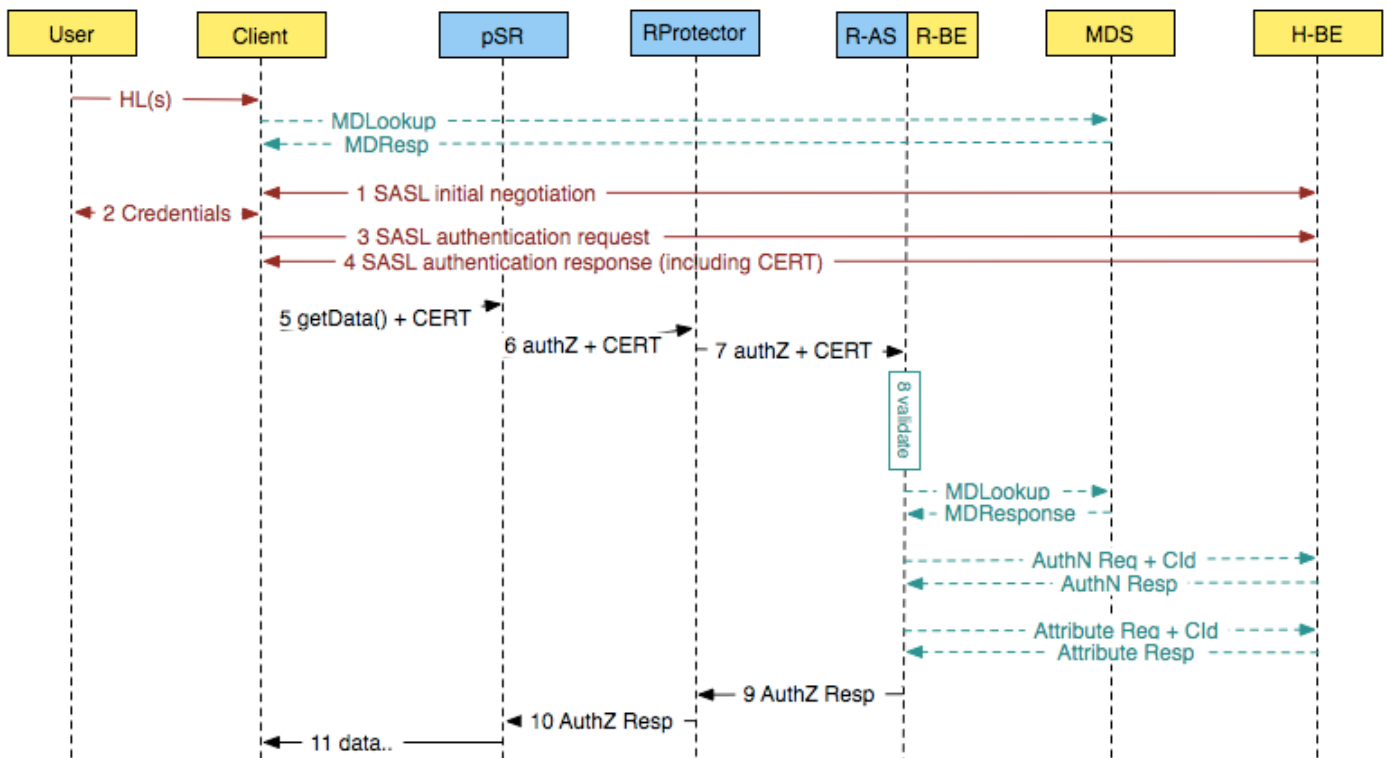 User
Client
pSR
RProtector
R-AS R-BE
MDS
H-BE
HL(s)
MDLookup
MDResp
1 SASL initial negotiation
2 Credentials
3 SASL authentication request
4 SASL authentication response (including CERT)
5 getData() + CERT
6 authZ + CERT
7 authZ + CERT
8 validate
MDLookup
MDResponse
AuthN Req + CId
AuthN Resp
Attribute Req + CId
Attribute Resp
9 AuthZ Resp
10 AuthZ Resp
11 data..